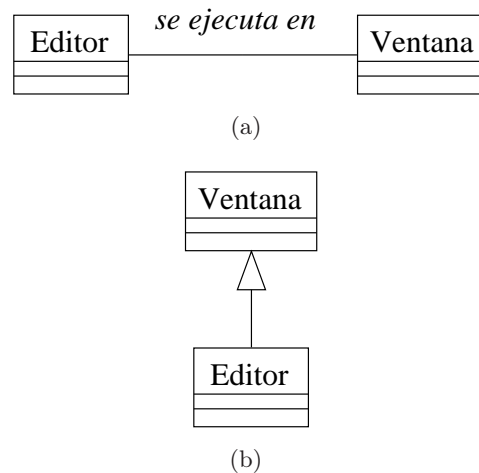 se ejecuta en
Editor
Ventana
(a)
Ventana
Editor
(b)